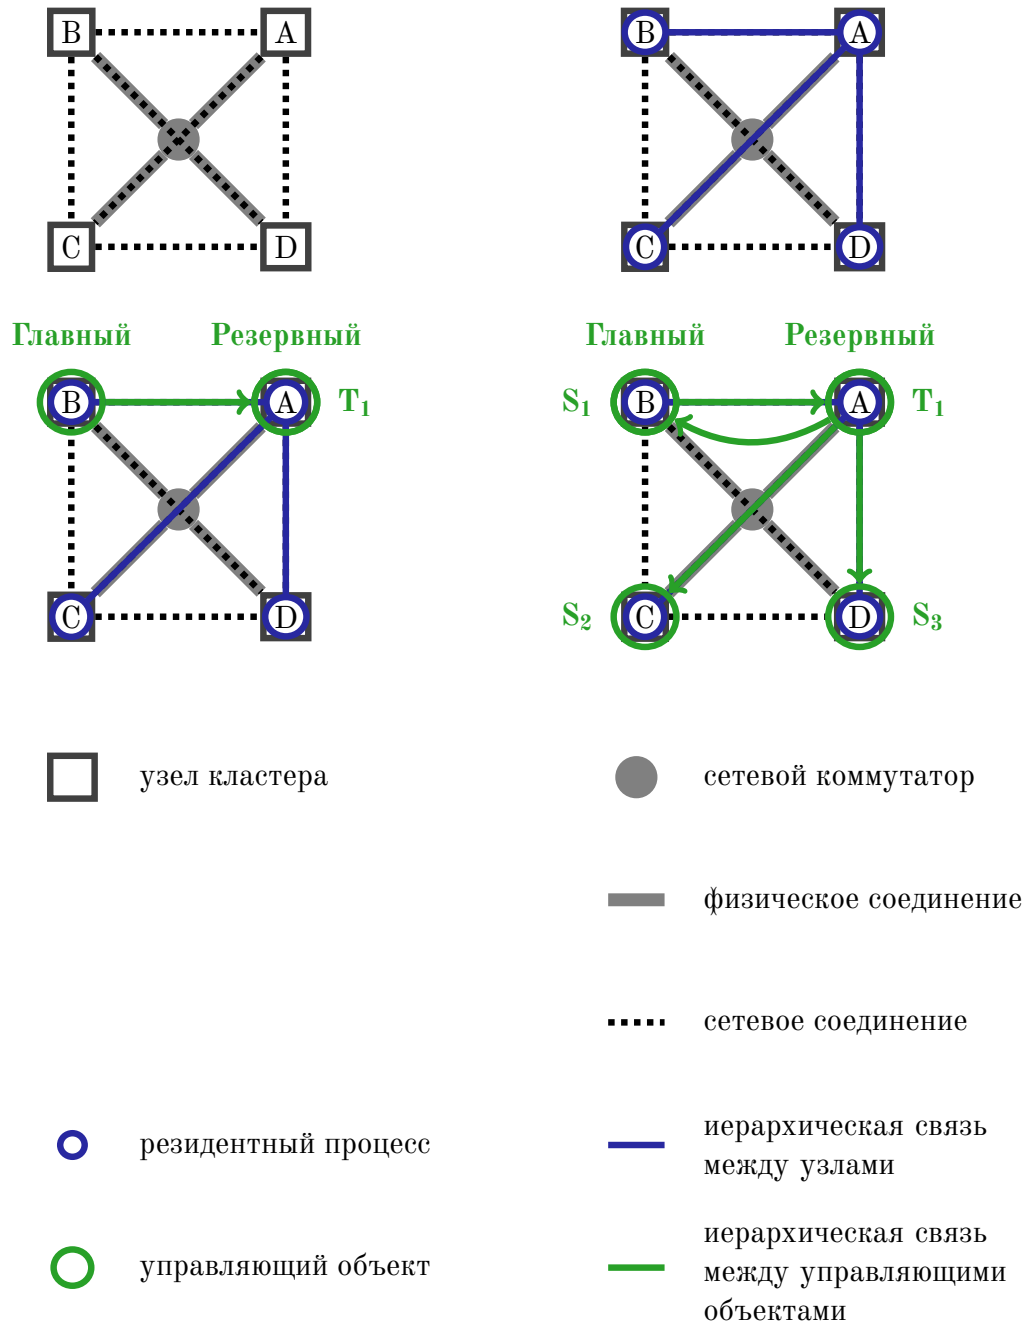 B A
C D
B A
C D
Главный Резервный
B A T₁
C D
Главный Резервный
S₁ B A T₁
S₂ C D S₃
узел кластера
сетевой коммутатор
физическое соединение
сетевое соединение
резидентный процесс
иерархическая связь
между узлами
управляющий объект
иерархическая связь
между управляющими
объектами